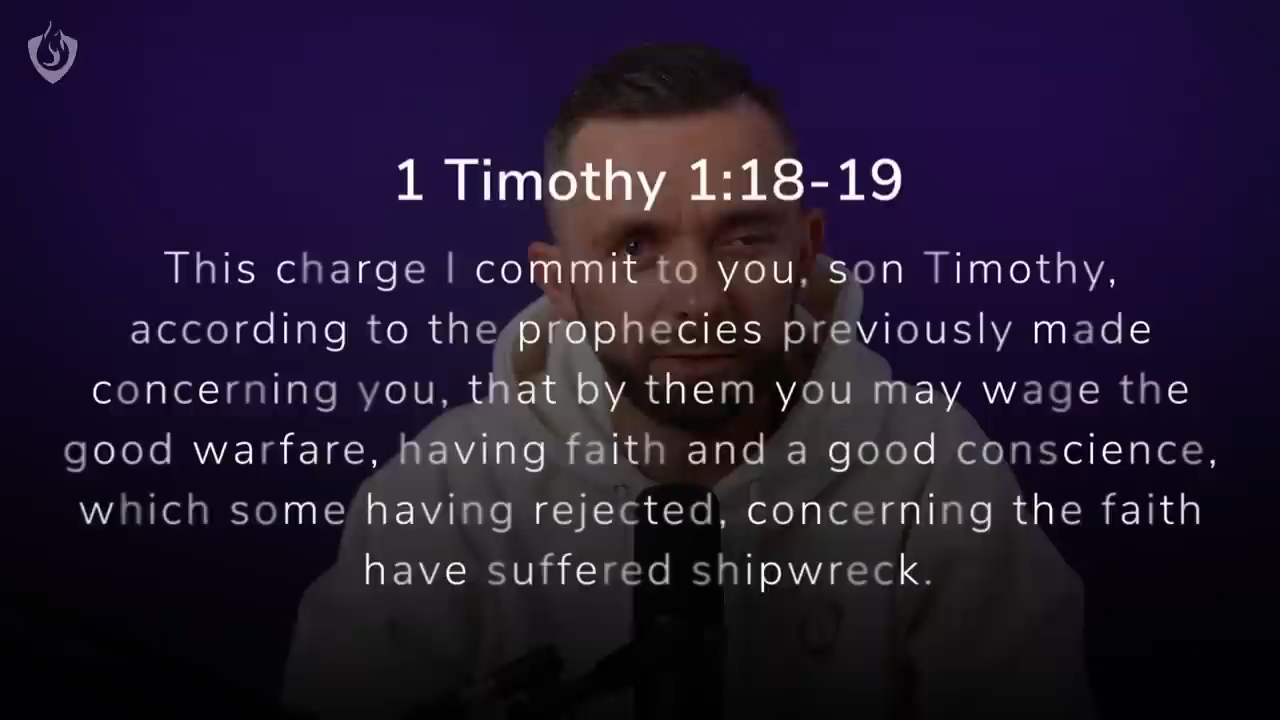 1 Timothy 1:18-19
This charge I commit to you, son Timothy,
according to the prophecies previously made
concerning you, that by them you may wage the
good warfare, having faith and a good conscience,
which some having rejected, concerning the faith
have suffered shipwreck.